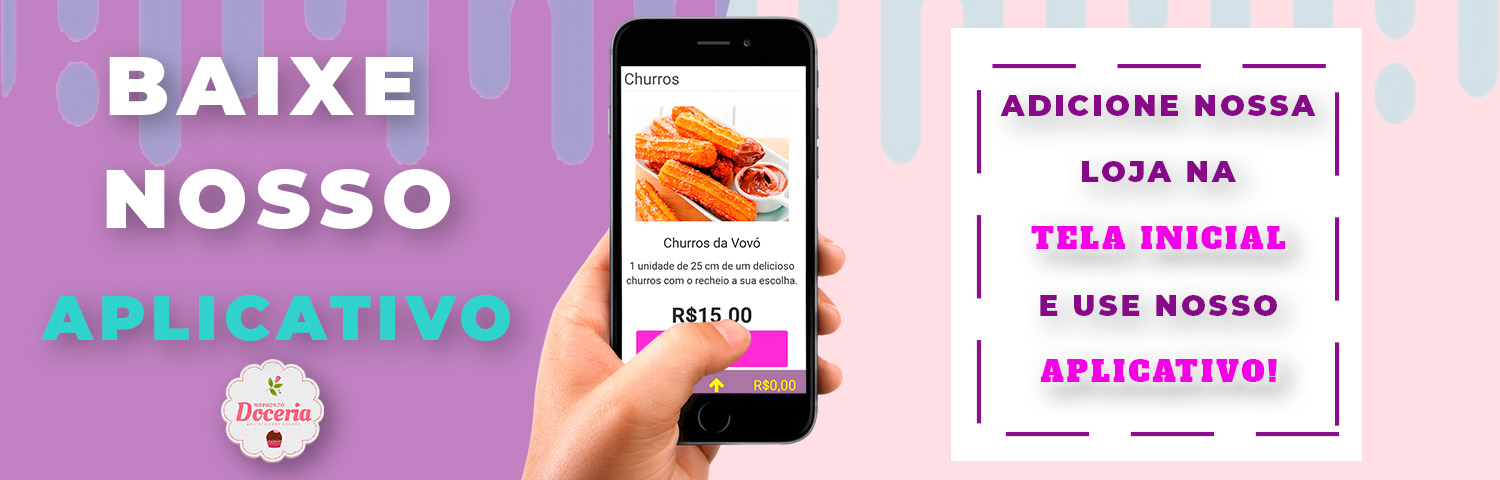 BAIXE
NOSSO
APLICATIVO
Doceria
Churros
Churros da Vovó
1 unidade de 25 cm de um delicioso
churros com o recheio a sua escolha.
R$15,00
R$0,00
ADICIONE NOSSA
LOJA NA
TELA INICIAL
E USE NOSSO
APLICATIVO!